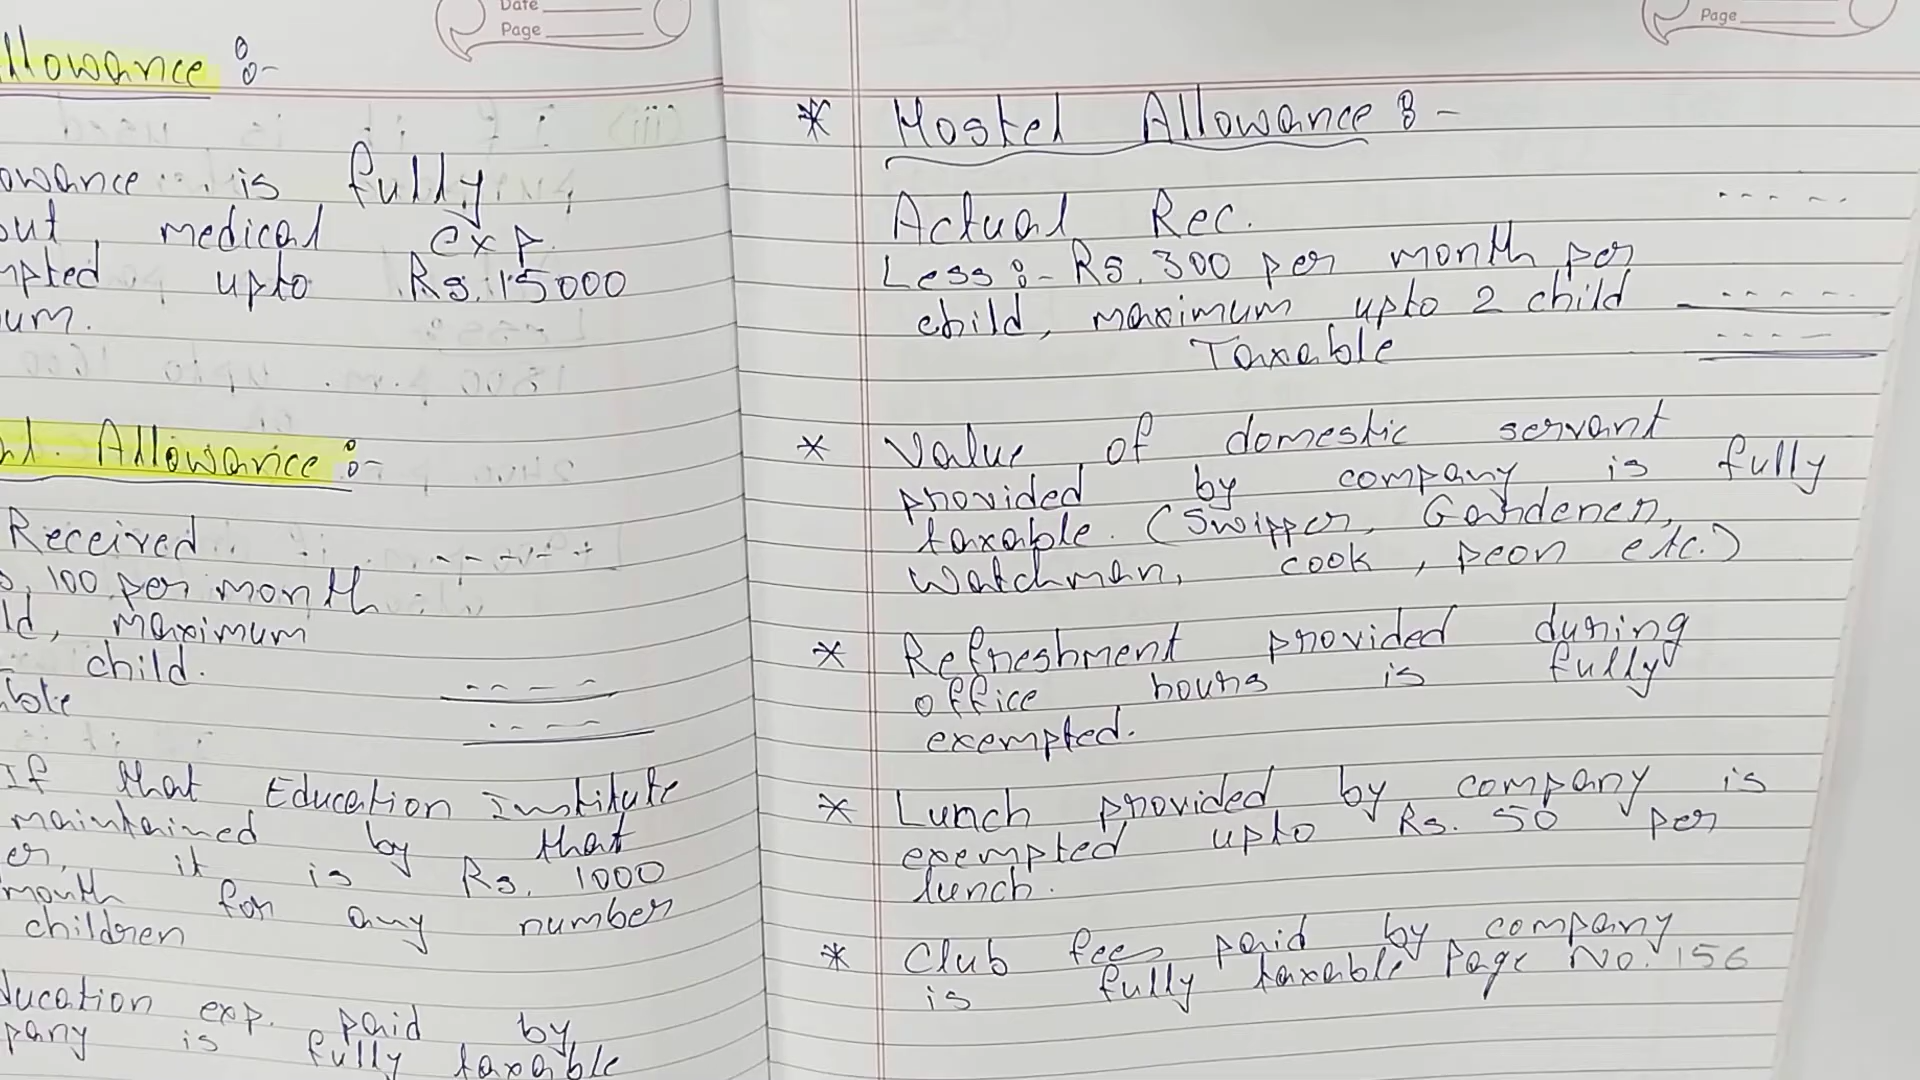 Date
Page
llowance :-
owance is fully
out medical exp.
mpted upto Rs. 15000
um.
al. Allowance :-
Received
100 per month
ld, maximum
child.
able
If that Education Institute
maintained by that
er, it is Rs. 1000
month for any number
children
ducation exp. paid by
pany is fully taxable
Page
* Hostel Allowance :-
Actual Rec.
Less :- Rs. 300 per month per
child, maximum upto 2 child
Taxable
* Value of domestic servant
provided by company is fully
taxable. (Swipper, Gardener,
Watchman, cook, peon etc.)
* Refreshment provided during
office hours is fully
exempted.
* Lunch provided by company is
exempted upto Rs. 50 per
lunch.
* Club fees paid by company
is fully taxable Page No. 156